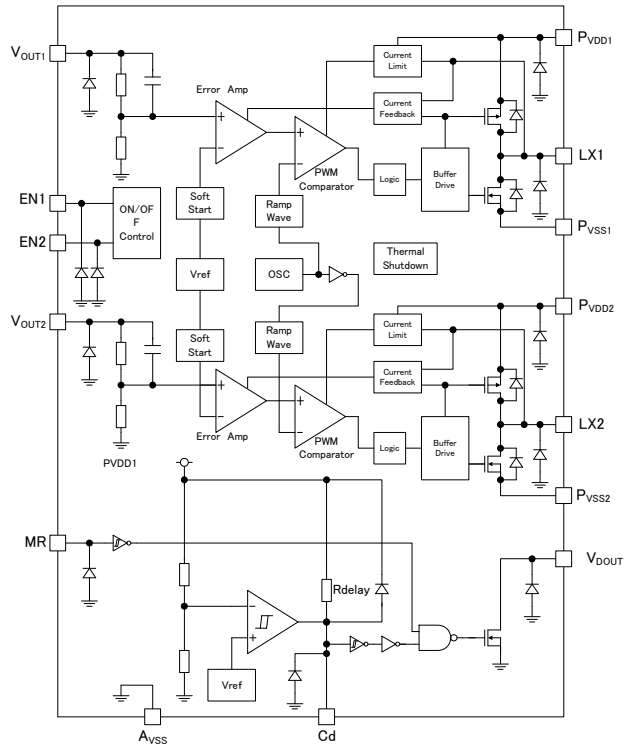 PVDD1
VOUT1
Current
Limit
Error Amp
Current
Feedback
LX1
PWM
Comparator
Logic
Buffer
Drive
EN1
ON/OF
F
Control
Soft
Start
Ramp
Wave
PVSS1
EN2
Vref
OSC
Thermal
Shutdown
PVDD2
VOUT2
Soft
Start
Ramp
Wave
Current
Limit
Current
Feedback
LX2
Error Amp
PWM
Comparator
Logic
Buffer
Drive
PVDD1
PVSS2
MR
VDOUT
Rdelay
Vref
AVSS
Cd